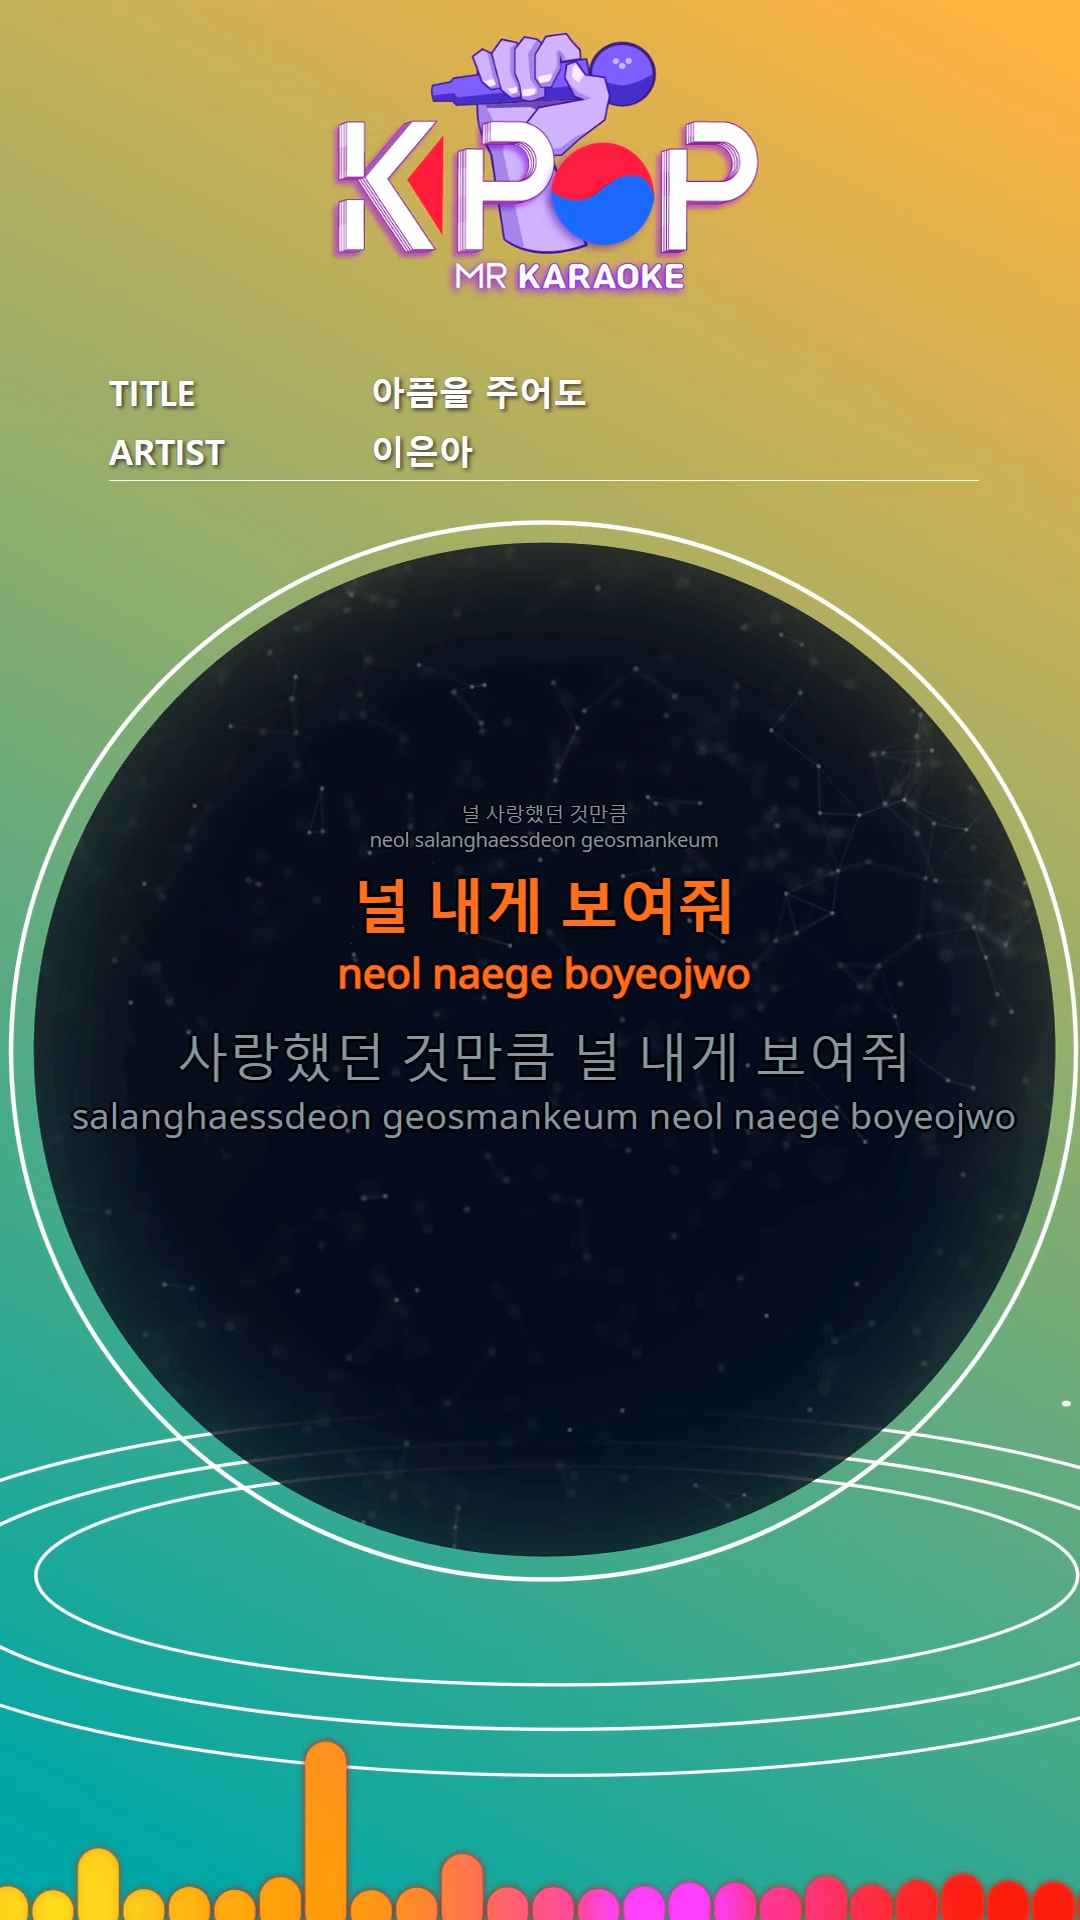 KPOP
MR KARAOKE
TITLE 아픔을 주어도
ARTIST 이은아
널 사랑했던 것만큼
neol salanghaessdeon geosmankeum
널 내게 보여줘
neol naege boyeojwo
사랑했던 것만큼 널 내게 보여줘
salanghaessdeon geosmankeum neol naege boyeojwo